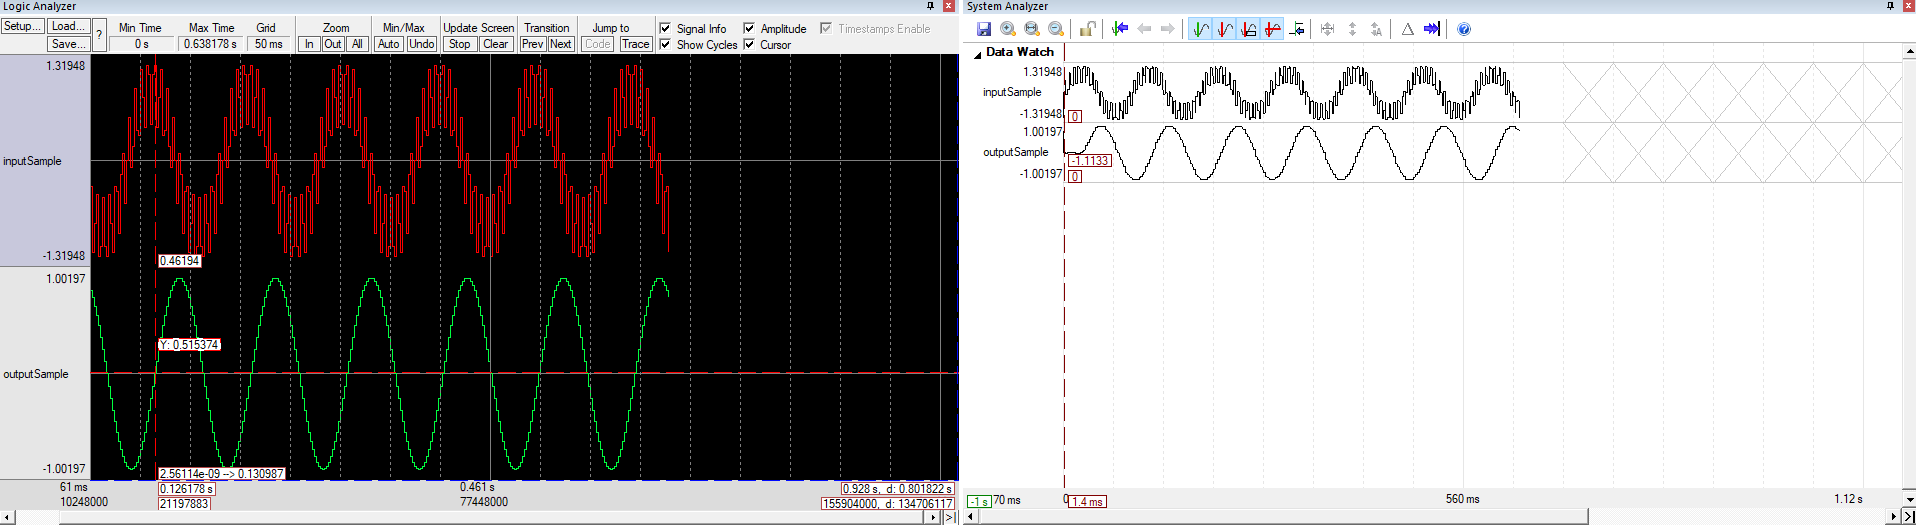 Logic Analyzer
Setup... Load... Save... ?
Min Time Max Time Grid
0 s 0.638178 s 50 ms
Zoom
In Out All
Min/Max
Auto Undo
Update Screen
Stop Clear
Transition
Prev Next
Jump to
Code Trace
Signal Info Amplitude Timestamps Enable
Show Cycles Cursor
1.31948
inputSample
-1.31948
0.46194
1.00197
Y: 0.515374
outputSample
-1.00197
2.56114e-09 --> 0.130987
61 ms 0.126178 s 0.461 s 0.928 s, d: 0.801822 s
10248000 21197883 77448000 155904000, d: 134706117
System Analyzer
Data Watch
1.31948
inputSample
-1.31948 0
1.00197
outputSample
-1.1133
-1.00197 0
-1 s 70 ms 0 1.4 ms 560 ms 1.12 s